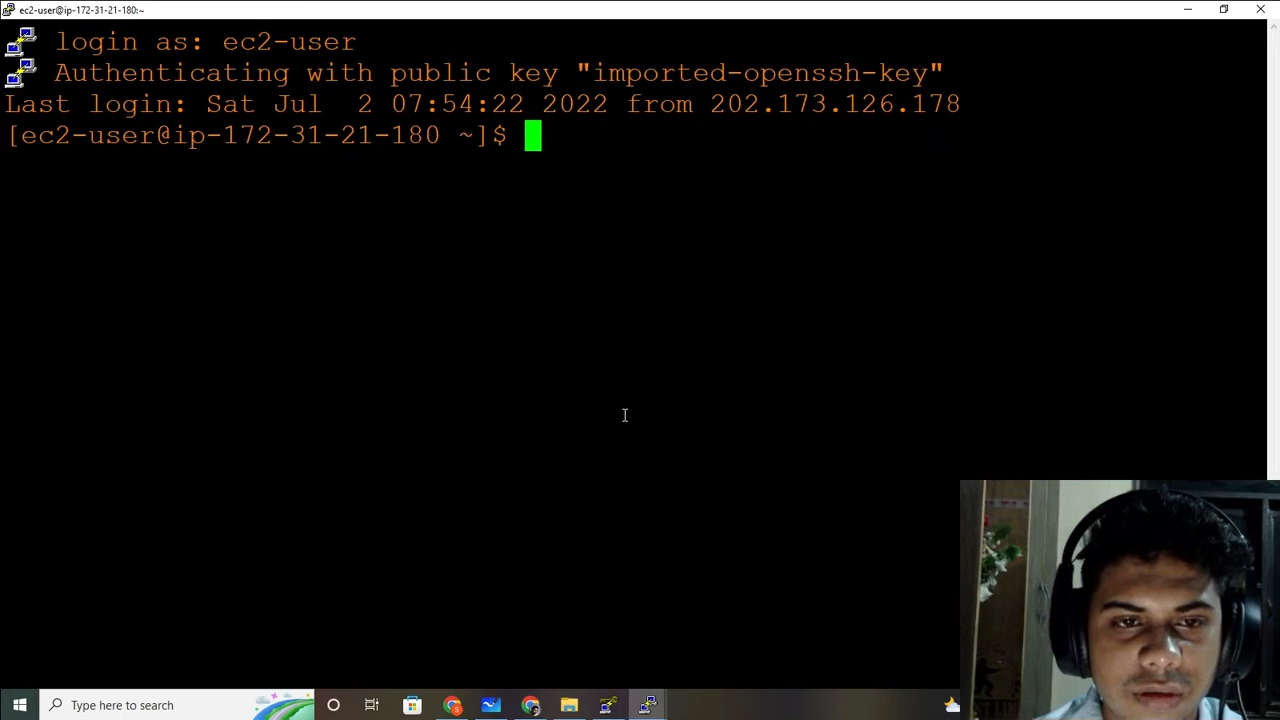 ec2-user@ip-172-31-21-180:~
login as: ec2-user
Authenticating with public key "imported-openssh-key"
Last login: Sat Jul  2 07:54:22 2022 from 202.173.126.178
[ec2-user@ip-172-31-21-180 ~]$
Type here to search